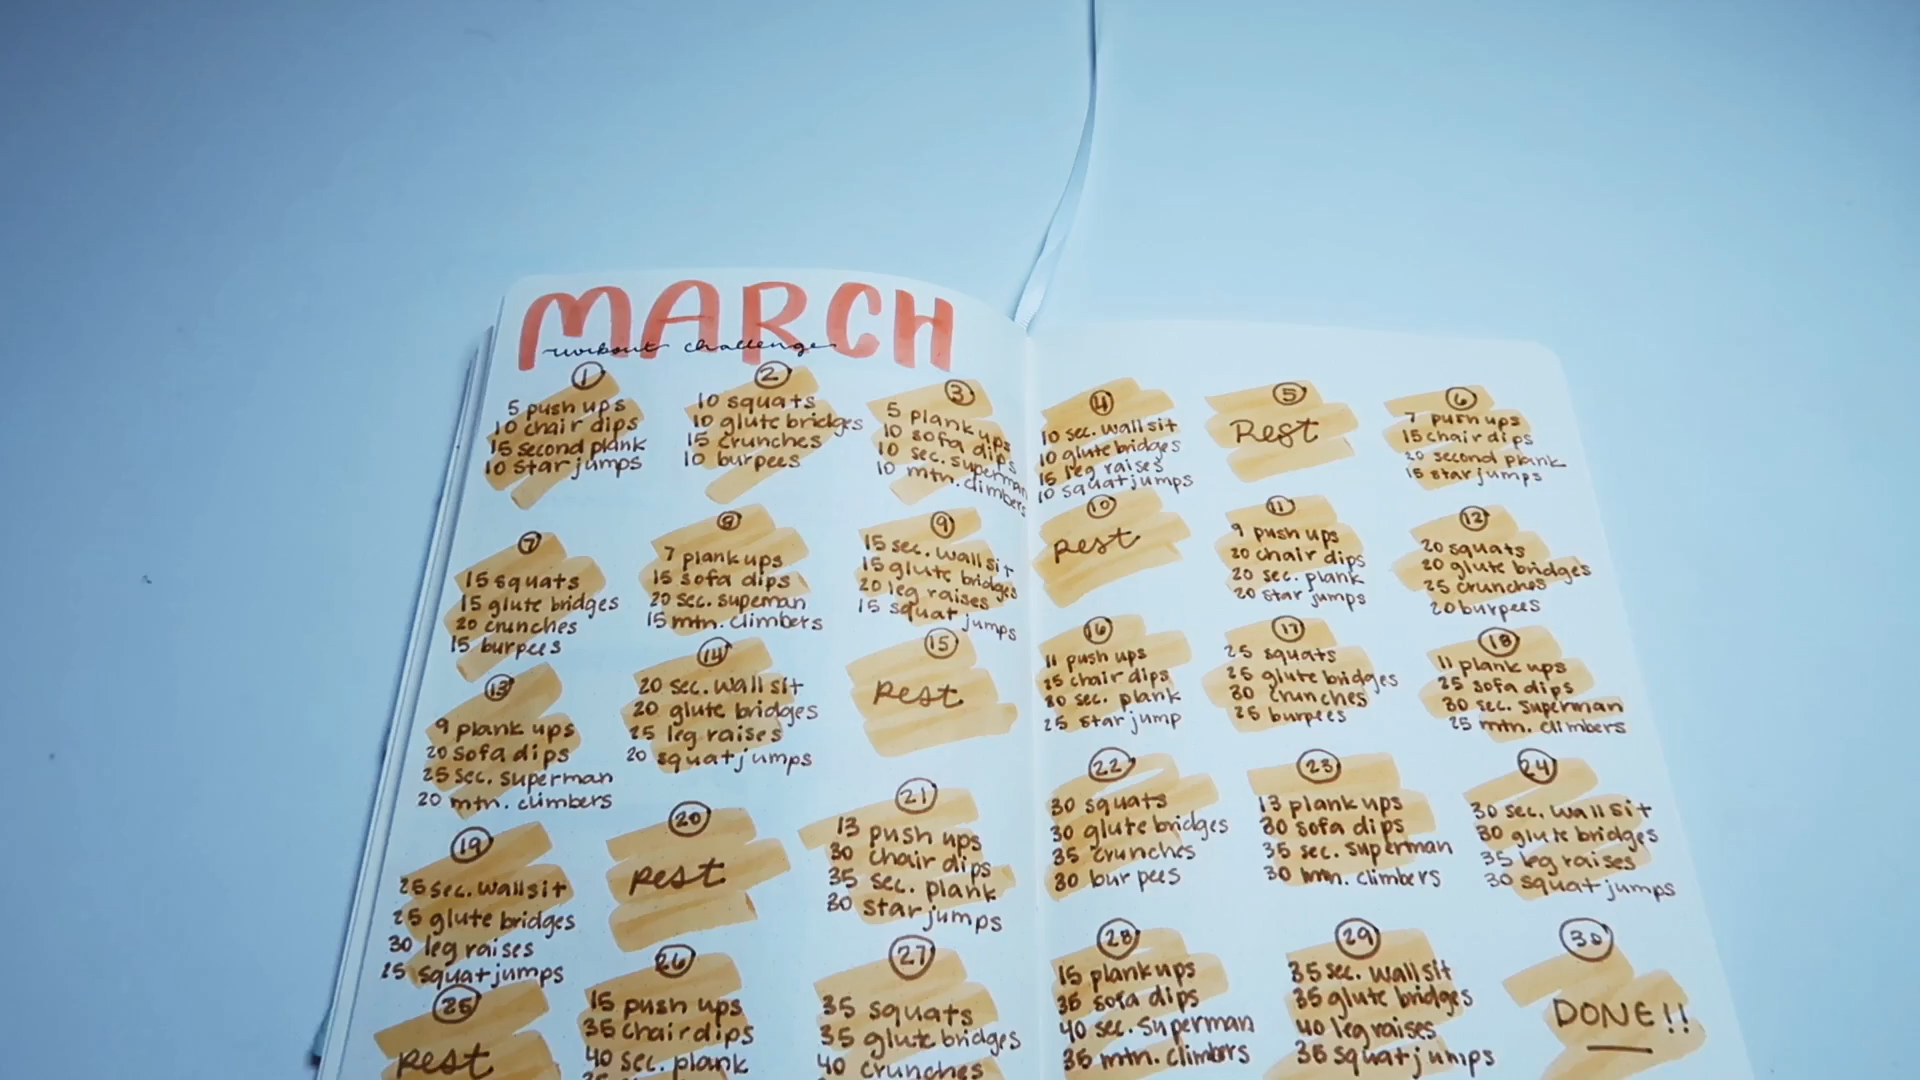 MARCH
workout challenge
1
5 push ups
10 chair dips
15 second plank
10 star jumps
2
10 squats
10 glute bridges
15 crunches
10 burpees
3
5 plank ups
10 sofa dips
10 sec. superman
10 mtn. climbers
4
10 sec. wall sit
10 glute bridges
15 leg raises
10 squat jumps
5
Rest
6
7 push ups
15 chair dips
20 second plank
15 star jumps
7
15 squats
15 glute bridges
20 crunches
15 burpees
8
7 plank ups
15 sofa dips
20 sec. supeman
15 mtn. climbers
9
15 sec. wall sit
15 glute bridges
20 leg raises
15 squat jumps
10
rest
11
9 push ups
20 chair dips
20 sec. plank
20 star jumps
12
20 squats
20 glute bridges
25 crunches
20 burpees
13
9 plank ups
20 sofa dips
25 sec. superman
20 mtn. climbers
14
20 sec. wall sit
20 glute bridges
25 leg raises
20 squat jumps
15
rest
16
11 push ups
25 chair dips
30 sec. plank
25 star jump
17
25 squats
25 glute bridges
30 crunches
25 burpees
18
11 plank ups
25 sofa dips
30 sec. superman
25 mtn. climbers
19
25 sec. wall sit
25 glute bridges
30 leg raises
25 squat jumps
20
rest
21
13 push ups
30 chair dips
35 sec. plank
30 star jumps
22
30 squats
30 glute bridges
35 crunches
30 burpees
23
13 plank ups
30 sofa dips
35 sec. superman
30 mtn. climbers
24
30 sec. wall sit
30 glute bridges
35 leg raises
30 squat jumps
25
rest
26
15 push ups
35 chair dips
40 sec. plank
27
35 squats
35 glute bridges
40 crunches
28
15 plank ups
35 sofa dips
40 sec. superman
35 mtn. climbers
29
35 sec. wall sit
35 glute bridges
40 leg raises
35 squat jumps
30
DONE!!